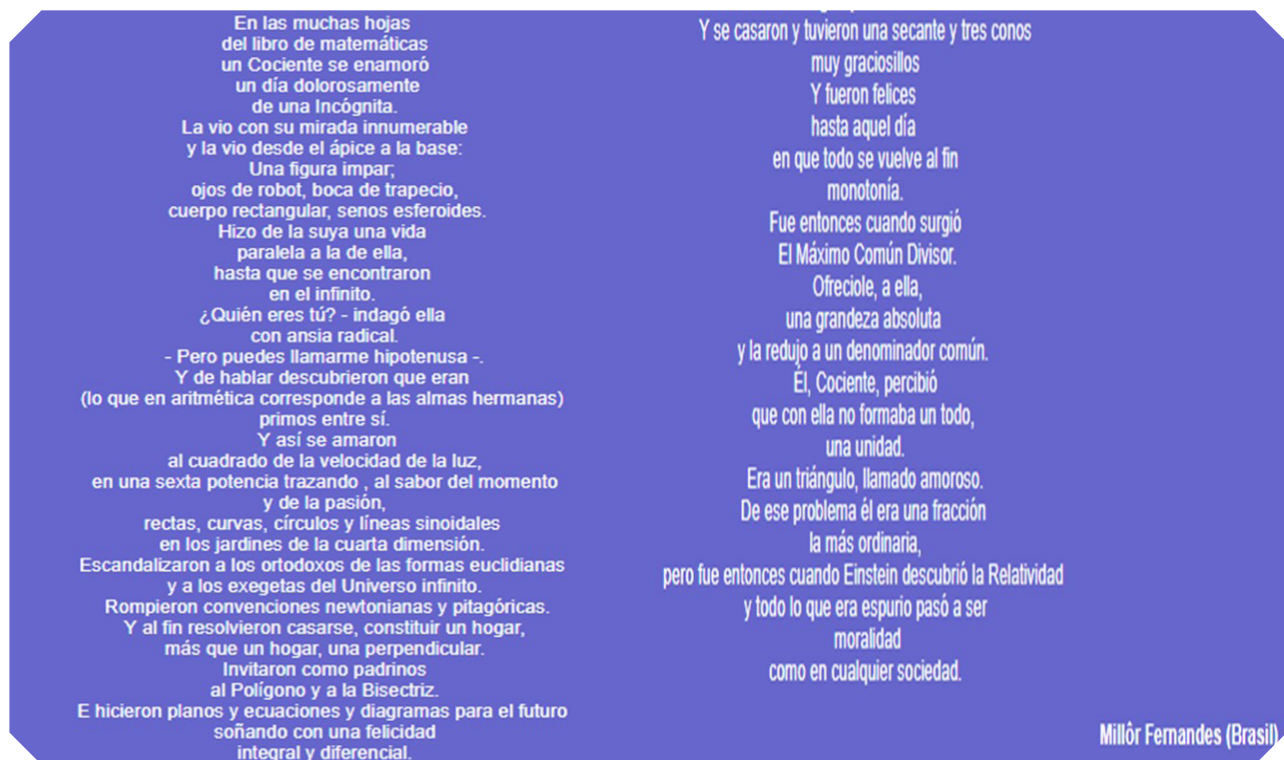 En las muchas hojas
del libro de matemáticas
un Cociente se enamoró
un día dolorosamente
de una Incógnita.
La vio con su mirada innumerable
y la vio desde el ápice a la base:
Una figura impar;
ojos de robot, boca de trapecio,
cuerpo rectangular, senos esferoides.
Hizo de la suya una vida
paralela a la de ella,
hasta que se encontraron
en el infinito.
¿Quién eres tú? - indagó ella
con ansia radical.
- Pero puedes llamarme hipotenusa -.
Y de hablar descubrieron que eran
(lo que en aritmética corresponde a las almas hermanas)
primos entre sí.
Y así se amaron
al cuadrado de la velocidad de la luz,
en una sexta potencia trazando , al sabor del momento
y de la pasión,
rectas, curvas, círculos y líneas sinoidales
en los jardines de la cuarta dimensión.
Escandalizaron a los ortodoxos de las formas euclidianas
y a los exegetas del Universo infinito.
Rompieron convenciones newtonianas y pitagóricas.
Y al fin resolvieron casarse, constituir un hogar,
más que un hogar, una perpendicular.
Invitaron como padrinos
al Polígono y a la Bisectriz.
E hicieron planos y ecuaciones y diagramas para el futuro
soñando con una felicidad
integral y diferencial.
Y se casaron y tuvieron una secante y tres conos
muy graciosillos
Y fueron felices
hasta aquel día
en que todo se vuelve al fin
monotonía.
Fue entonces cuando surgió
El Máximo Común Divisor.
Ofreciole, a ella,
una grandeza absoluta
y la redujo a un denominador común.
Él, Cociente, percibió
que con ella no formaba un todo,
una unidad.
Era un triángulo, llamado amoroso.
De ese problema él era una fracción
la más ordinaria,
pero fue entonces cuando Einstein descubrió la Relatividad
y todo lo que era espurio pasó a ser
moralidad
como en cualquier sociedad.
Millôr Fernandes (Brasil)